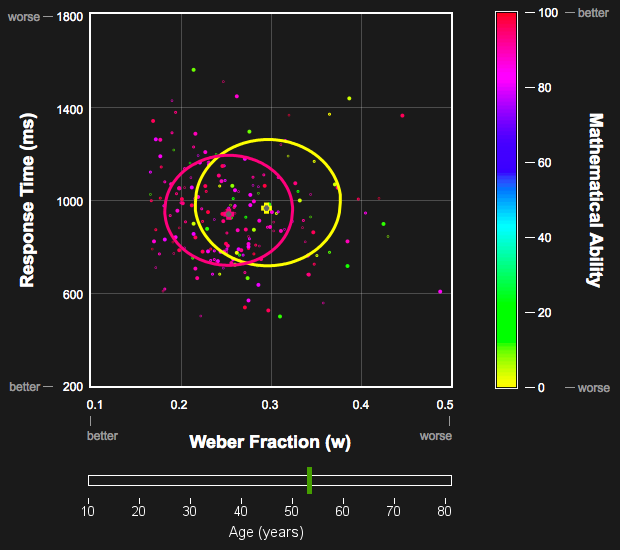 worse
1800
1400
1000
600
better
200
Response Time (ms)
0.1
0.2
0.3
0.4
0.5
better
worse
Weber Fraction (w)
100
better
80
60
40
20
0
worse
Mathematical Ability
10
20
30
40
50
60
70
80
Age (years)